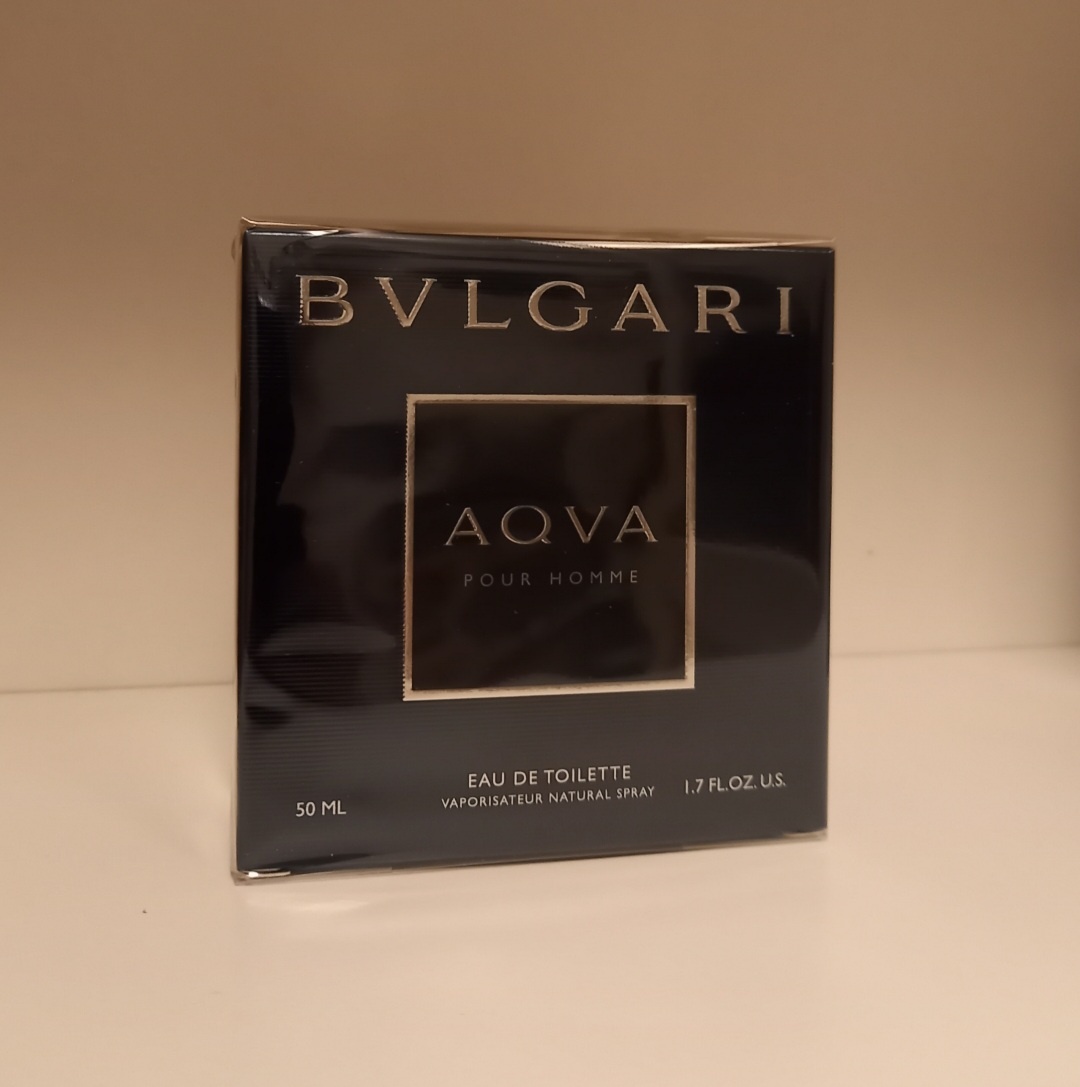 BVLGARI
AQVA
POUR HOMME
EAU DE TOILETTE
VAPORISATEUR NATURAL SPRAY
50 ML
1.7 FL.OZ. U.S.